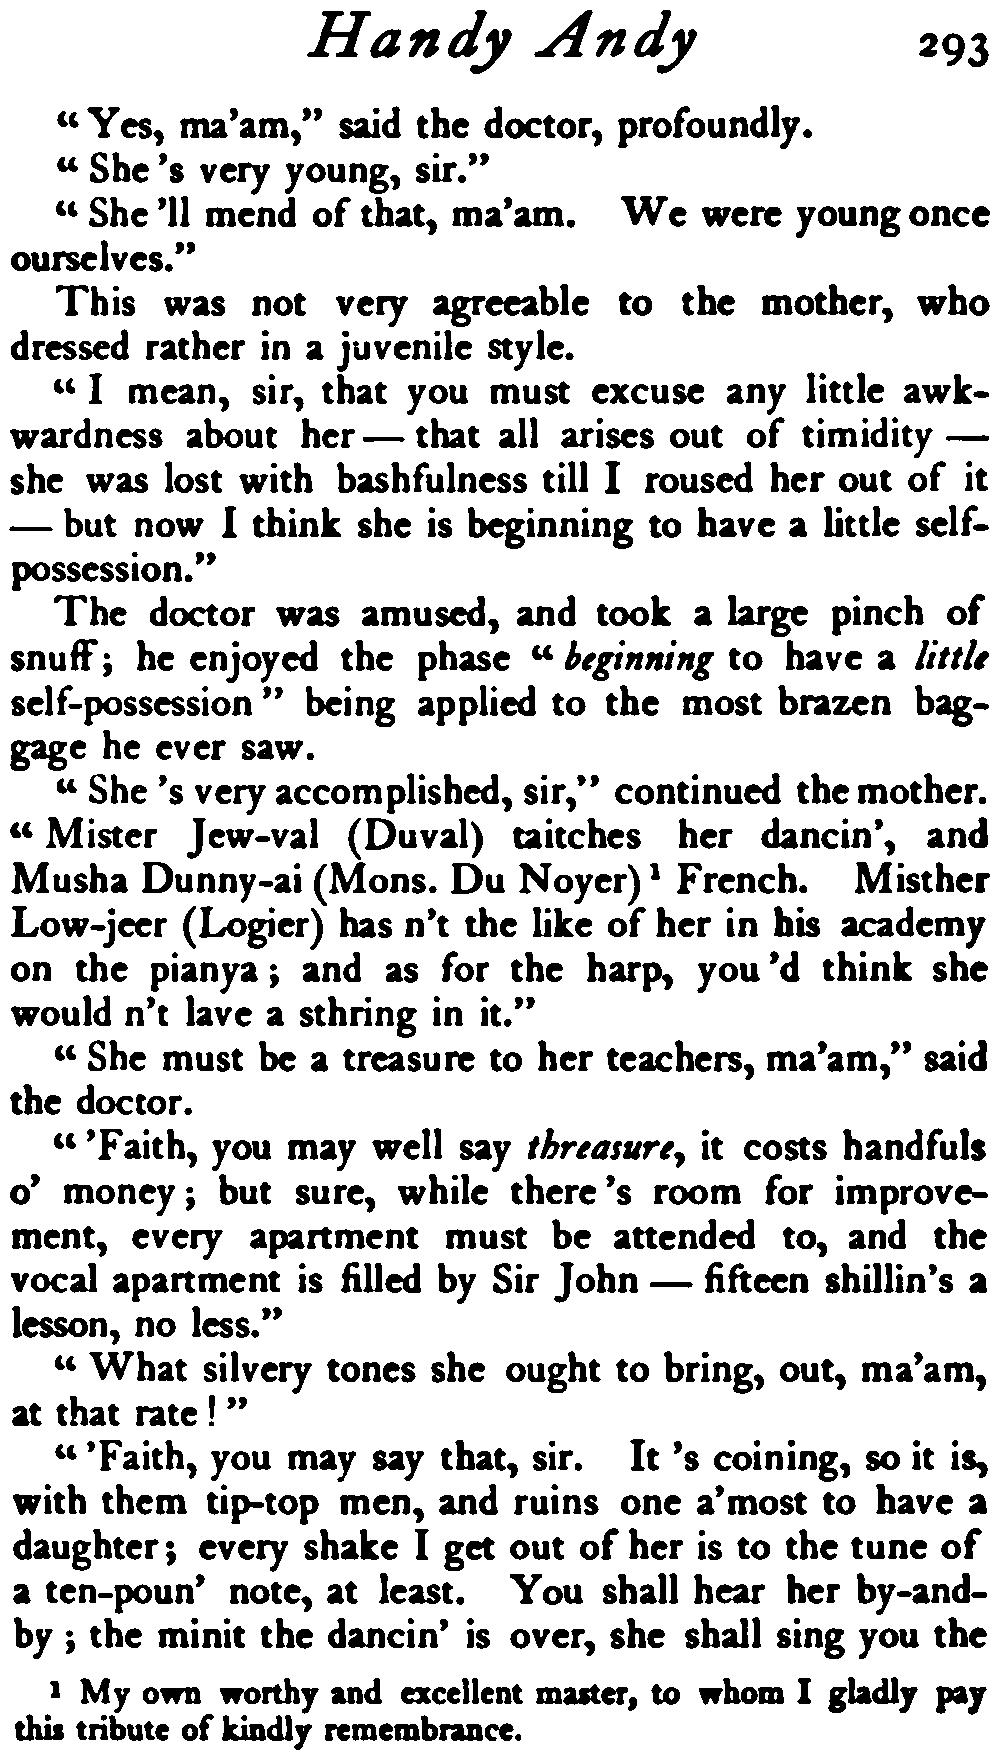 Handy Andy 293
“ Yes, ma’am,” said the doctor, profoundly.
“ She ’s very young, sir.”
“ She ’ll mend of that, ma’am. We were young once
ourselves.”
This was not very agreeable to the mother, who
dressed rather in a juvenile style.
“ I mean, sir, that you must excuse any little awk-
wardness about her — that all arises out of timidity —
she was lost with bashfulness till I roused her out of it
— but now I think she is beginning to have a little self-
possession.”
The doctor was amused, and took a large pinch of
snuff ; he enjoyed the phase “ beginning to have a little
self-possession ” being applied to the most brazen bag-
gage he ever saw.
“ She ’s very accomplished, sir,” continued the mother.
“ Mister Jew-val (Duval) taitches her dancin’, and
Musha Dunny-ai (Mons. Du Noyer) ¹ French. Misther
Low-jeer (Logier) has n’t the like of her in his academy
on the pianya ; and as for the harp, you ’d think she
would n’t lave a sthring in it.”
“ She must be a treasure to her teachers, ma’am,” said
the doctor.
“ ’Faith, you may well say threasure, it costs handfuls
o’ money ; but sure, while there ’s room for improve-
ment, every apartment must be attended to, and the
vocal apartment is filled by Sir John — fifteen shillin’s a
lesson, no less.”
“ What silvery tones she ought to bring, out, ma’am,
at that rate ! ”
“ ’Faith, you may say that, sir. It ’s coining, so it is,
with them tip-top men, and ruins one a’most to have a
daughter ; every shake I get out of her is to the tune of
a ten-poun’ note, at least. You shall hear her by-and-
by ; the minit the dancin’ is over, she shall sing you the
¹ My own worthy and excellent master, to whom I gladly pay
this tribute of kindly remembrance.